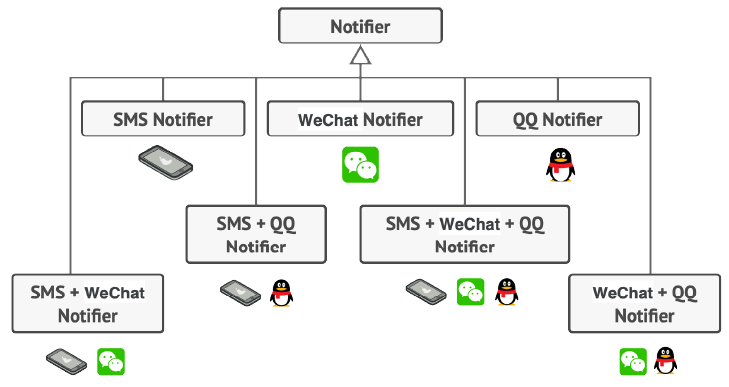 Notifier
SMS Notifier
WeChat Notifier
QQ Notifier
SMS + QQ
Notifier
SMS + WeChat + QQ
Notifier
SMS + WeChat
Notifier
WeChat + QQ
Notifier